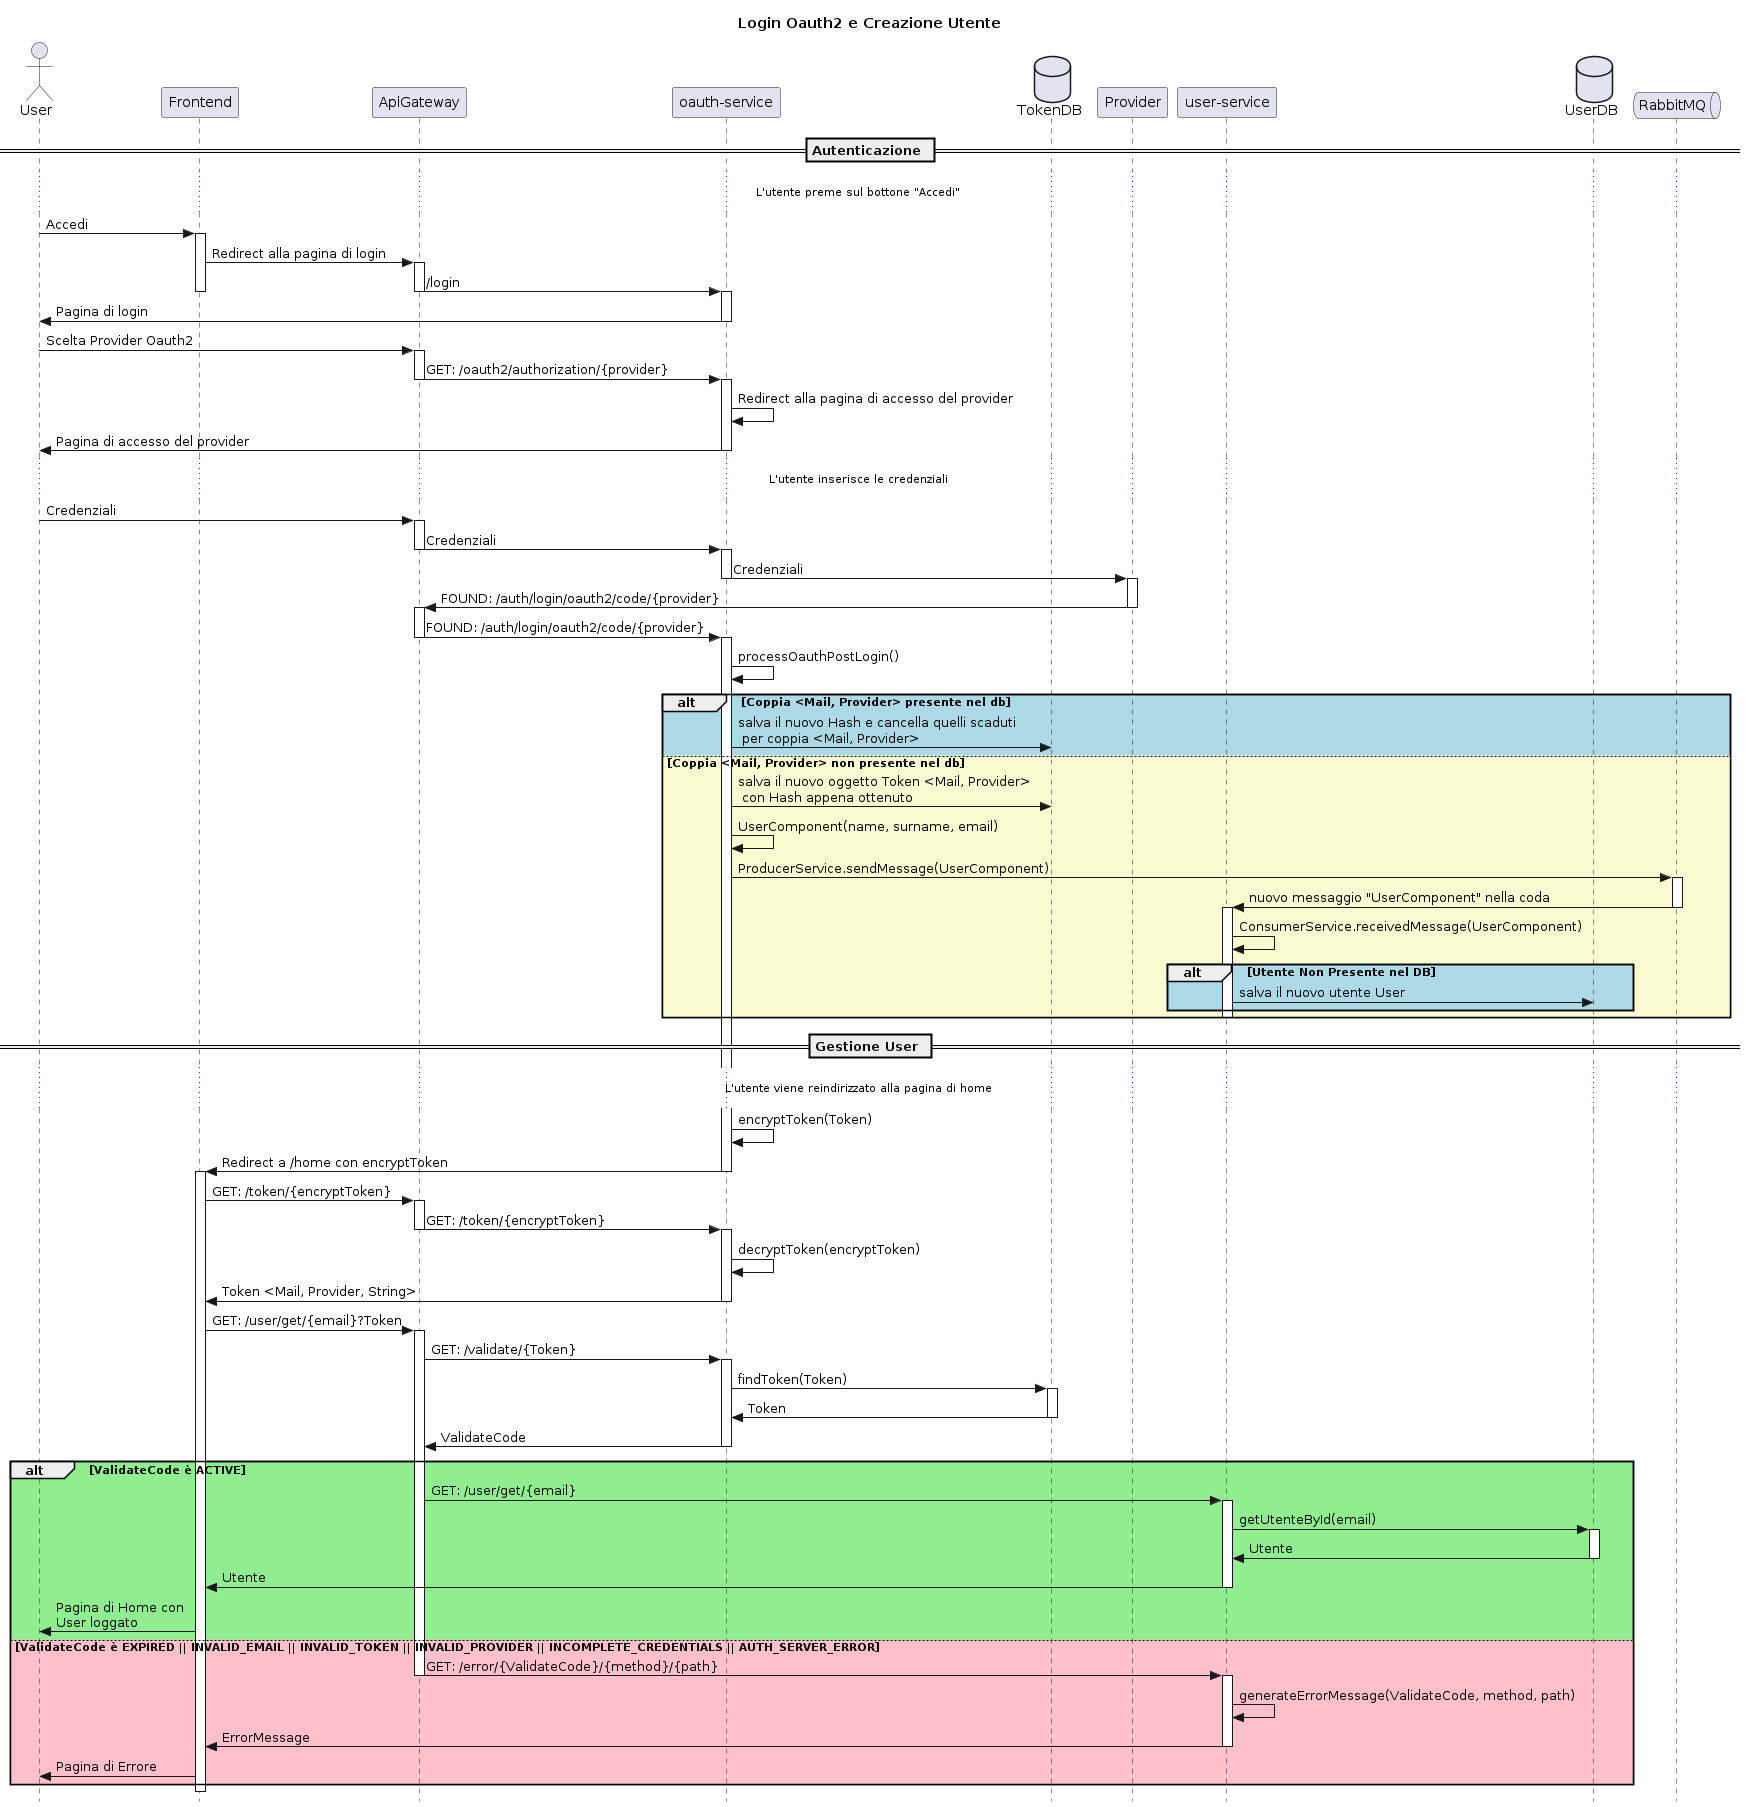 Login Oauth2 e Creazione Utente
User
Frontend
ApiGateway
oauth-service
TokenDB
Provider
user-service
UserDB
RabbitMQ
Autenticazione
L'utente preme sul bottone "Accedi"
Accedi
Redirect alla pagina di login
/login
Pagina di login
Scelta Provider Oauth2
GET: /oauth2/authorization/{provider}
Redirect alla pagina di accesso del provider
Pagina di accesso del provider
L'utente inserisce le credenziali
Credenziali
Credenziali
Credenziali
FOUND: /auth/login/oauth2/code/{provider}
FOUND: /auth/login/oauth2/code/{provider}
processOauthPostLogin()
alt
[Coppia <Mail, Provider> presente nel db]
salva il nuovo Hash e cancella quelli scaduti
per coppia <Mail, Provider>
[Coppia <Mail, Provider> non presente nel db]
salva il nuovo oggetto Token <Mail, Provider>
con Hash appena ottenuto
UserComponent(name, surname, email)
ProducerService.sendMessage(UserComponent)
nuovo messaggio "UserComponent" nella coda
ConsumerService.receivedMessage(UserComponent)
alt
[Utente Non Presente nel DB]
salva il nuovo utente User
Gestione User
L'utente viene reindirizzato alla pagina di home
encryptToken(Token)
Redirect a /home con encryptToken
GET: /token/{encryptToken}
GET: /token/{encryptToken}
decryptToken(encryptToken)
Token <Mail, Provider, String>
GET: /user/get/{email}?Token
GET: /validate/{Token}
findToken(Token)
Token
ValidateCode
alt
[ValidateCode è ACTIVE]
GET: /user/get/{email}
getUtenteById(email)
Utente
Utente
Pagina di Home con
User loggato
[ValidateCode è EXPIRED || INVALID_EMAIL || INVALID_TOKEN || INVALID_PROVIDER || INCOMPLETE_CREDENTIALS || AUTH_SERVER_ERROR]
GET: /error/{ValidateCode}/{method}/{path}
generateErrorMessage(ValidateCode, method, path)
ErrorMessage
Pagina di Errore